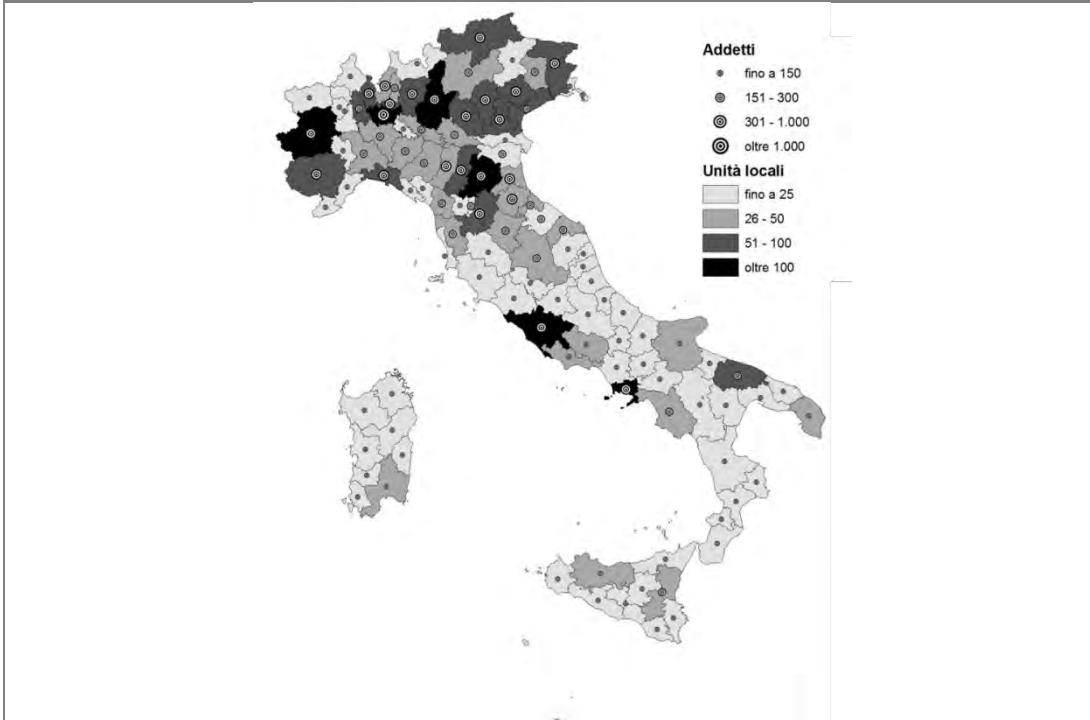 Addetti
fino a 150
151 - 300
301 - 1.000
oltre 1.000
Unità locali
fino a 25
26 - 50
51 - 100
oltre 100